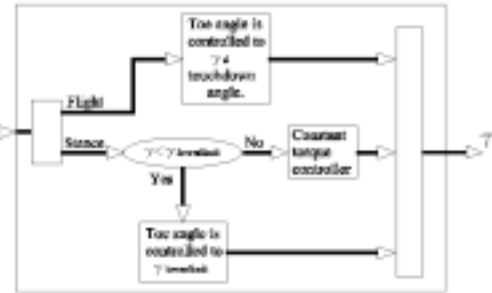 Toe angle is
controlled to
γ d
touchdown
angle.
Flight
Stance
No
Constant
torque
controller
Yes
Toe angle is
controlled to